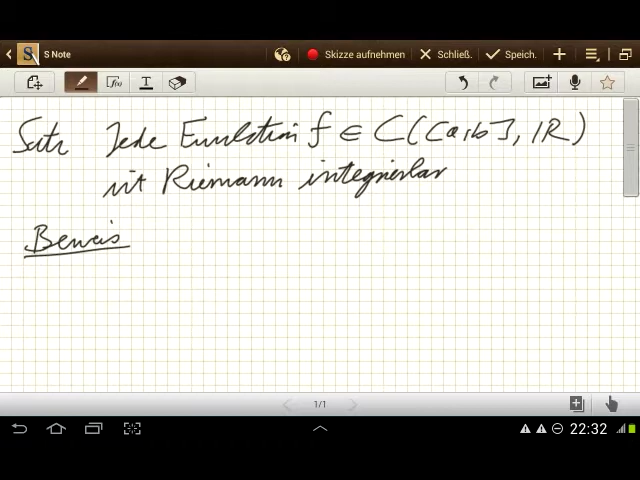 S Note
Skizze aufnehmen
Schließ.
Speich.
f(x)
T
Satz Jede Funktion f ∈ C([a,b], ℝ)
ist Riemann integrierbar
Beweis
1/1
22:32